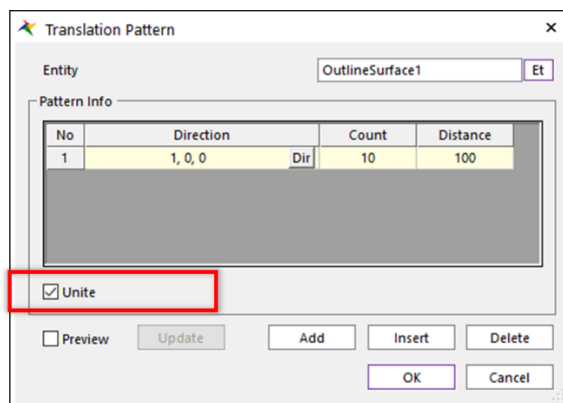 Translation Pattern
Entity OutlineSurface1 Et
Pattern Info
No Direction Count Distance
1 1, 0, 0 Dir 10 100
Unite
Preview Update Add Insert Delete
OK Cancel